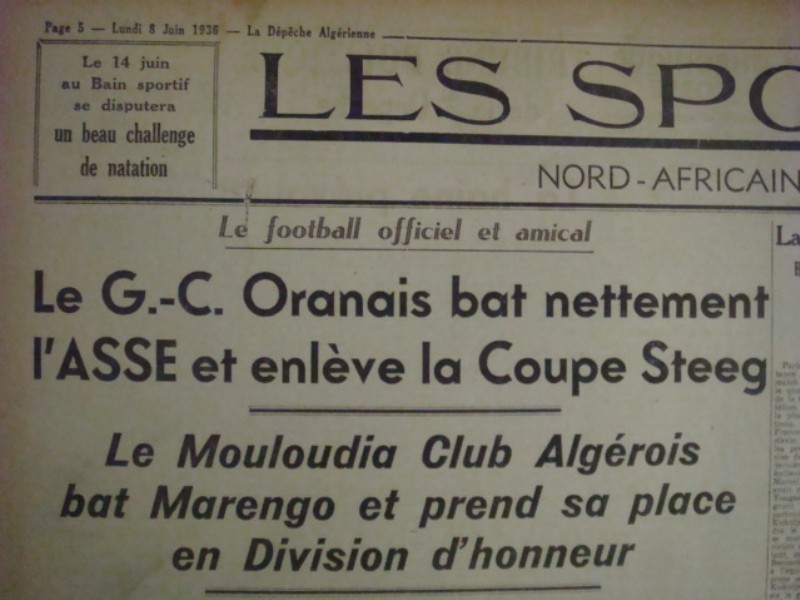 Page 5 — Lundi 8 Juin 1936 — La Dépêche Algérienne
Le 14 juin
au Bain sportif
se disputera
un beau challenge
de natation
LES SPO
NORD-AFRICAIN
Le football officiel et amical
Le G.-C. Oranais bat nettement
l'ASSE et enlève la Coupe Steeg
Le Mouloudia Club Algérois
bat Marengo et prend sa place
en Division d'honneur
La